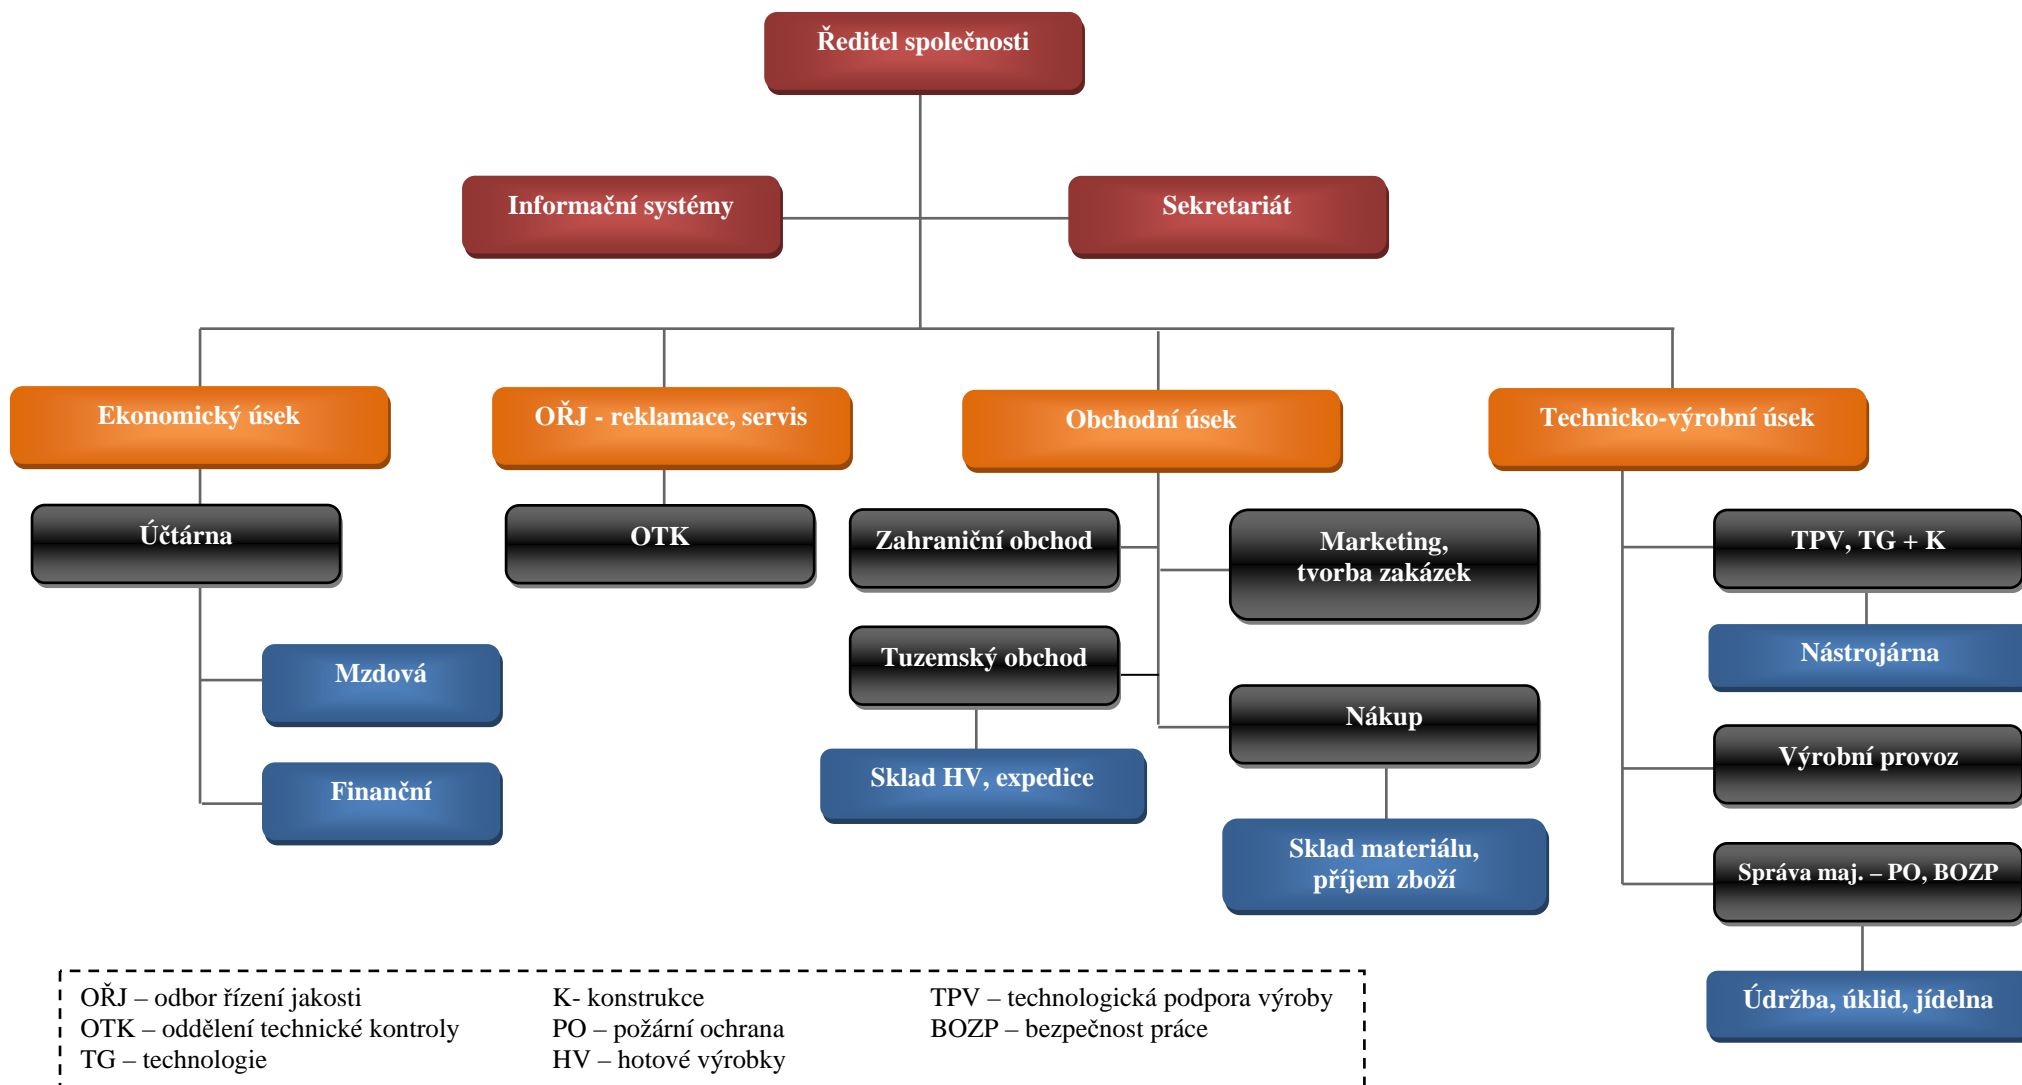 Ředitel společnosti
Informační systémy
Sekretariát
Ekonomický úsek
OŘJ - reklamace, servis
Obchodní úsek
Technicko-výrobní úsek
Účtárna
OTK
Zahraniční obchod
Marketing,
tvorba zakázek
TPV, TG + K
Tuzemský obchod
Nástrojárna
Mzdová
Nákup
Výrobní provoz
Finanční
Sklad HV, expedice
Sklad materiálu,
příjem zboží
Správa maj. – PO, BOZP
Údržba, úklid, jídelna
OŘJ – odbor řízení jakosti
OTK – oddělení technické kontroly
TG – technologie
K- konstrukce
PO – požární ochrana
HV – hotové výrobky
TPV – technologická podpora výroby
BOZP – bezpečnost práce